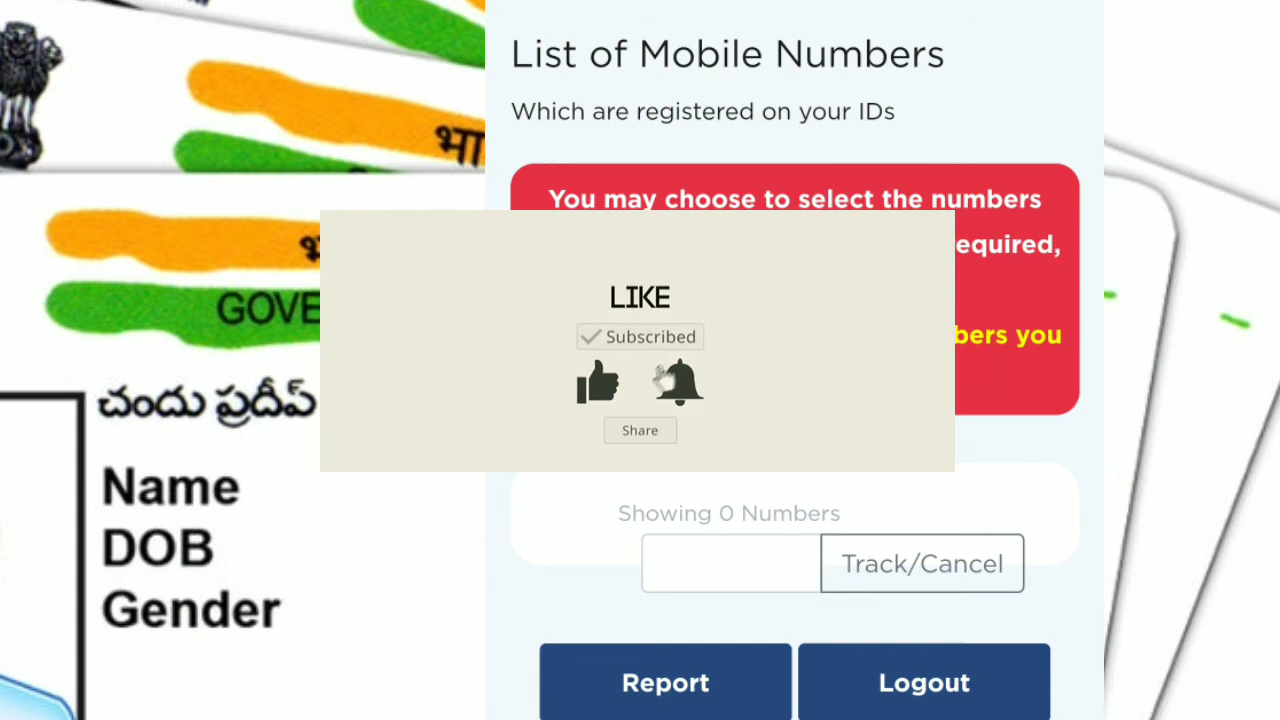 List of Mobile Numbers
Which are registered on your IDs
You may choose to select the numbers
equired,
bers you
भा
GOVE
LIKE
Subscribed
Share
చందు ప్రదీప్
Name
DOB
Gender
Showing 0 Numbers
Track/Cancel
Report
Logout